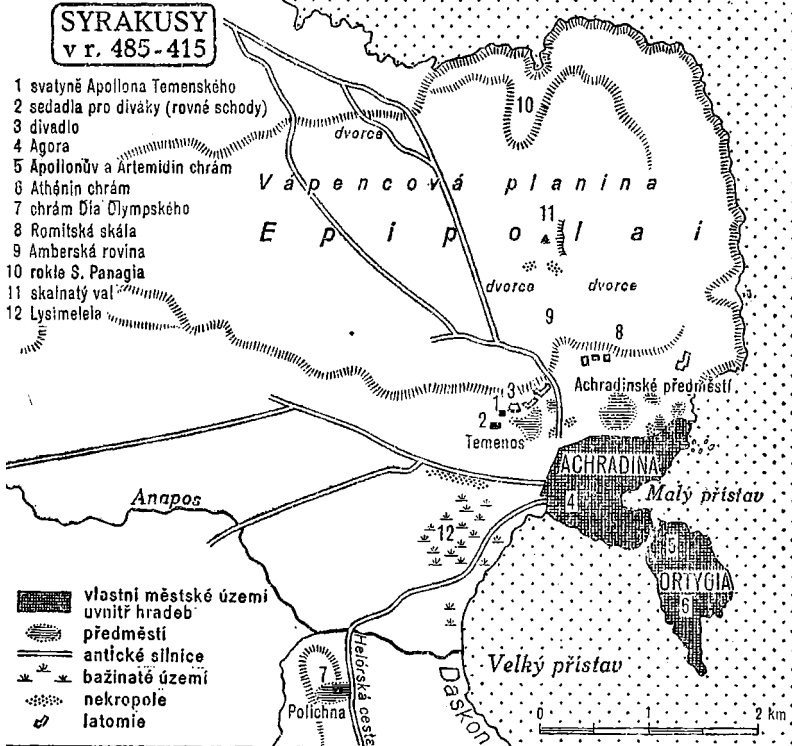 SYRAKUSY
v r. 485-415
1 svatyně Apollona Temenského
2 sedadla pro diváky (rovné schody)
3 divadlo
4 Agora
5 Apollonův a Artemidin chrám
6 Athénin chrám
7 chrám Dia Olympského
8 Romitská skála
9 Amberská rovina
10 rokle S. Panagia
11 skalnatý val
12 Lysimeleia
10
dvorce
Vápencová planina
11
Epipolai
dvorce
dvorce
9
8
Achradinské předměstí
3
1
2
Temenos
ACHRADINA
4
Malý přístav
Anapos
12
5
ORTYGIA
6
vlastní městské území
uvnitř hradeb
předměstí
antické silnice
bažinaté území
nekropole
latomie
7
Polichna
Helórská cesta
Daskon
Velký přístav
0 1 2 km